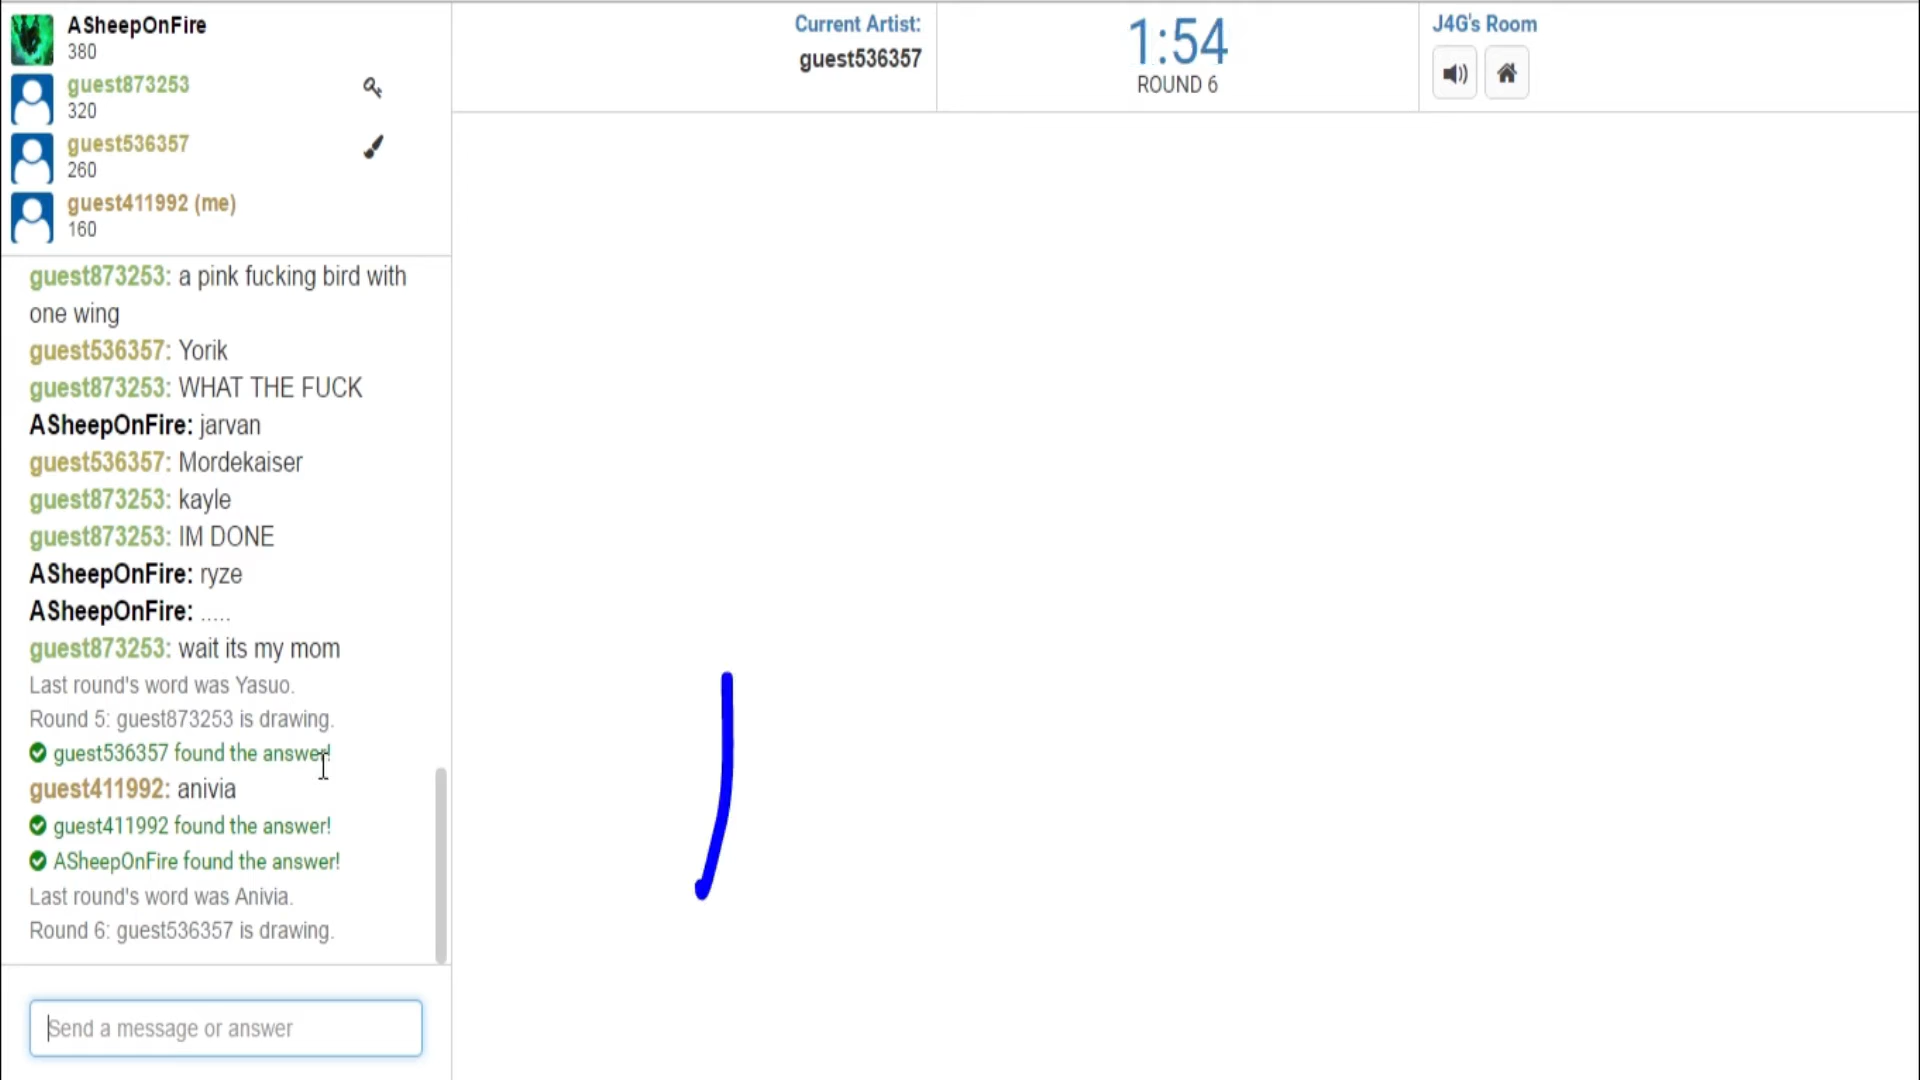 ASheepOnFire
380
guest873253
320
guest536357
260
guest411992 (me)
160
Current Artist:
guest536357
1:54
ROUND 6
J4G's Room
guest873253: a pink fucking bird with
one wing
guest536357: Yorik
guest873253: WHAT THE FUCK
ASheepOnFire: jarvan
guest536357: Mordekaiser
guest873253: kayle
guest873253: IM DONE
ASheepOnFire: ryze
ASheepOnFire: .....
guest873253: wait its my mom
Last round's word was Yasuo.
Round 5: guest873253 is drawing.
guest536357 found the answer!
guest411992: anivia
guest411992 found the answer!
ASheepOnFire found the answer!
Last round's word was Anivia.
Round 6: guest536357 is drawing.
Send a message or answer